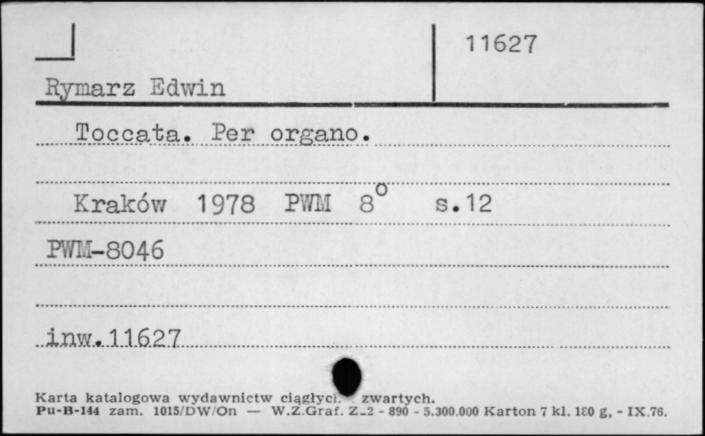 11627
Rymarz Edwin
Toccata. Per organo.
Kraków 1978 PWM 8° s.12
PWM-8046
inw.11627
Karta katalogowa wydawnictw zwartych.
Pu-B-144 zam. 1015/DW/On — W.Z.Graf. Z-2 - 890 - 5.300.000 Karton 7 kl. 180 g, - IX.76.